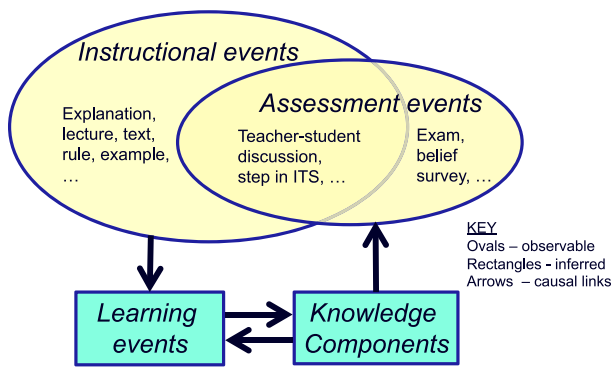 Instructional events
Explanation,
lecture, text,
rule, example,
…
Assessment events
Teacher-student
discussion,
step in ITS, …
Exam,
belief
survey, …
KEY
Ovals – observable
Rectangles - inferred
Arrows – causal links
Learning
events
Knowledge
Components